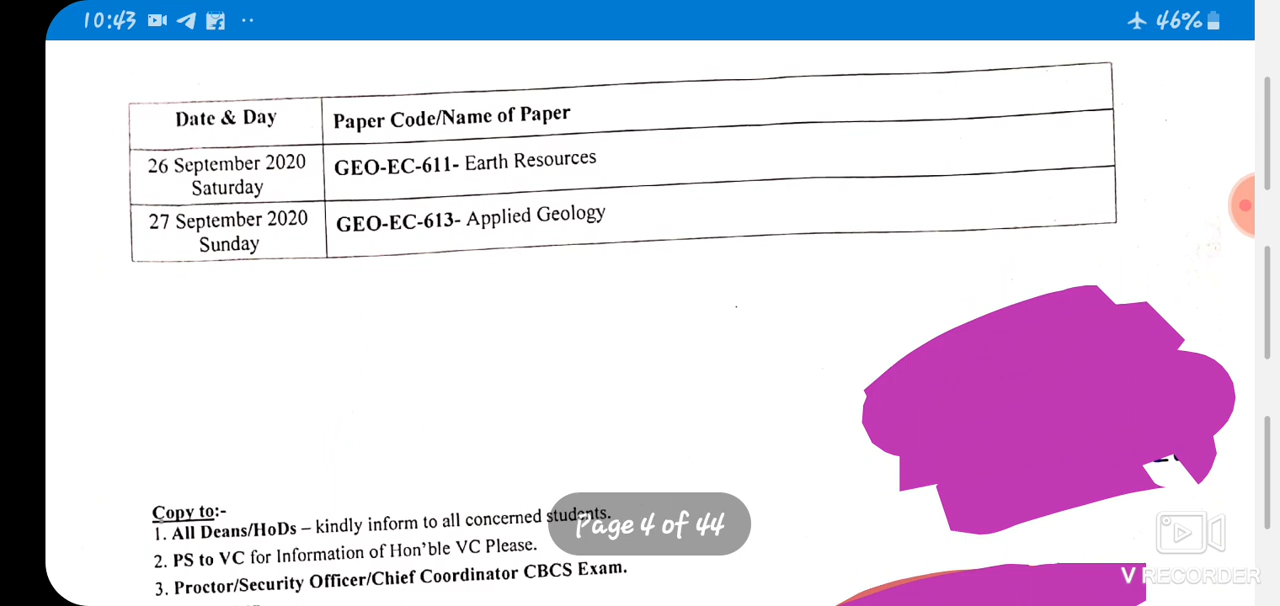 10:43
46%
Date & Day
Paper Code/Name of Paper
26 September 2020
Saturday
GEO-EC-611- Earth Resources
27 September 2020
Sunday
GEO-EC-613- Applied Geology
Copy to:-
1. All Deans/HoDs – kindly inform to all concerned students.
Page 4 of 44
2. PS to VC for Information of Hon'ble VC Please.
3. Proctor/Security Officer/Chief Coordinator CBCS Exam.
V RECORDER